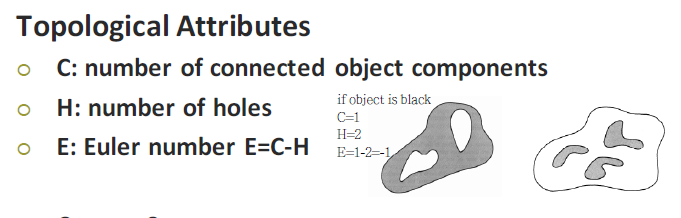 Topological Attributes
C: number of connected object components
H: number of holes
E: Euler number E=C-H
if object is black
C=1
H=2
E=1-2=-1